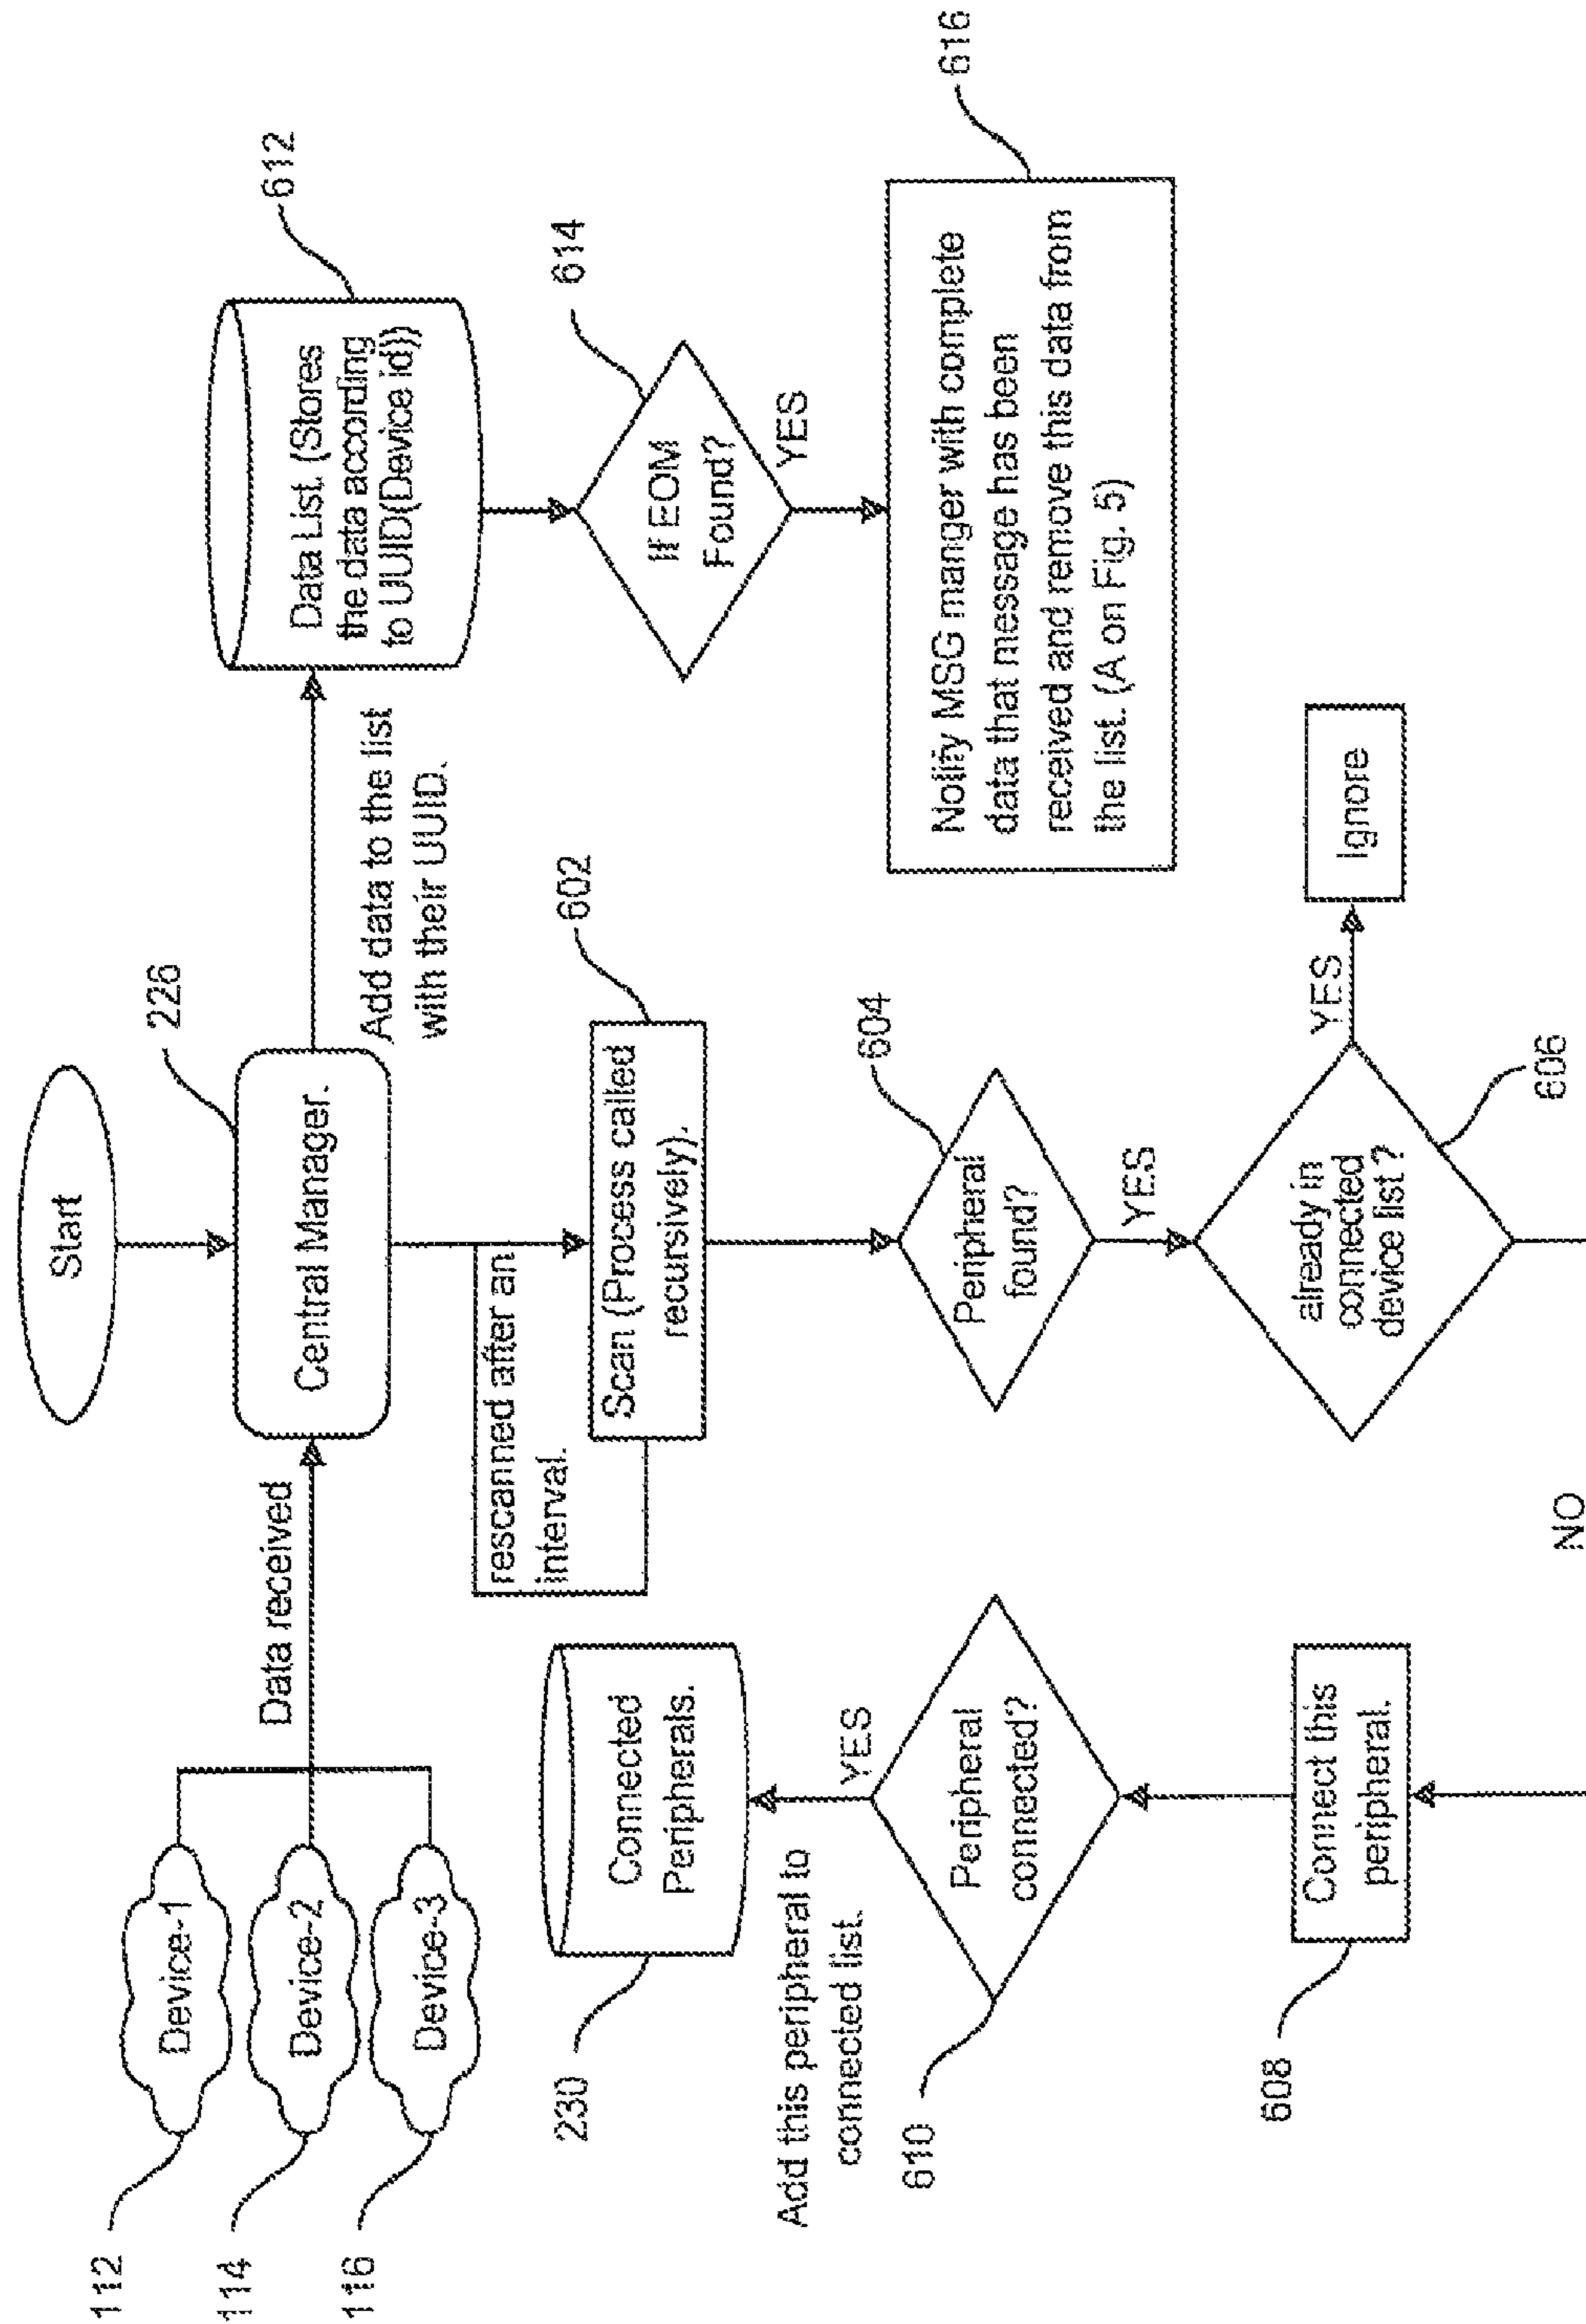 Start
226
Central Manager.
Data received
112
Device-1
114
Device-2
116
Device-3
Add data to the list
with their UUID.
612
Data List. (Stores
the data according
to UUID(Device id))
614
If EOM
Found?
YES
616
Notify MSG manger with complete
data that message has been
received and remove this data from
the list. (A on Fig. 5)
rescanned after an
interval.
602
Scan (Process called
recursively).
604
Peripheral
found?
YES
already in
connected
device list ?
606
YES
Ignore
NO
608
Connect this
peripheral.
610
Peripheral
connected?
YES
Add this peripheral to
connected list.
230
Connected
Peripherals.